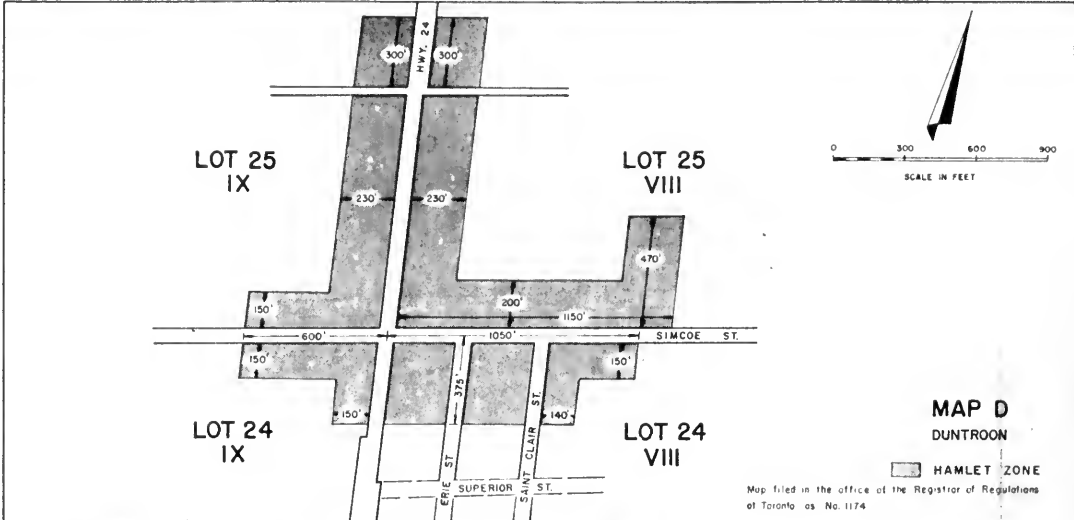 300'
HWY. 24
300'
LOT 25
IX
LOT 25
VIII
0 300 600 900
SCALE IN FEET
230'
230'
470'
150'
200'
1150'
600'
1050'
SIMCOE ST.
150'
375'
150'
150'
140'
LOT 24
IX
LOT 24
VIII
ERIE ST
SAINT CLAIR ST.
SUPERIOR ST.
MAP D
DUNTROON
HAMLET ZONE
Map filed in the office of the Registrar of Regulations
at Toronto as No. 1174